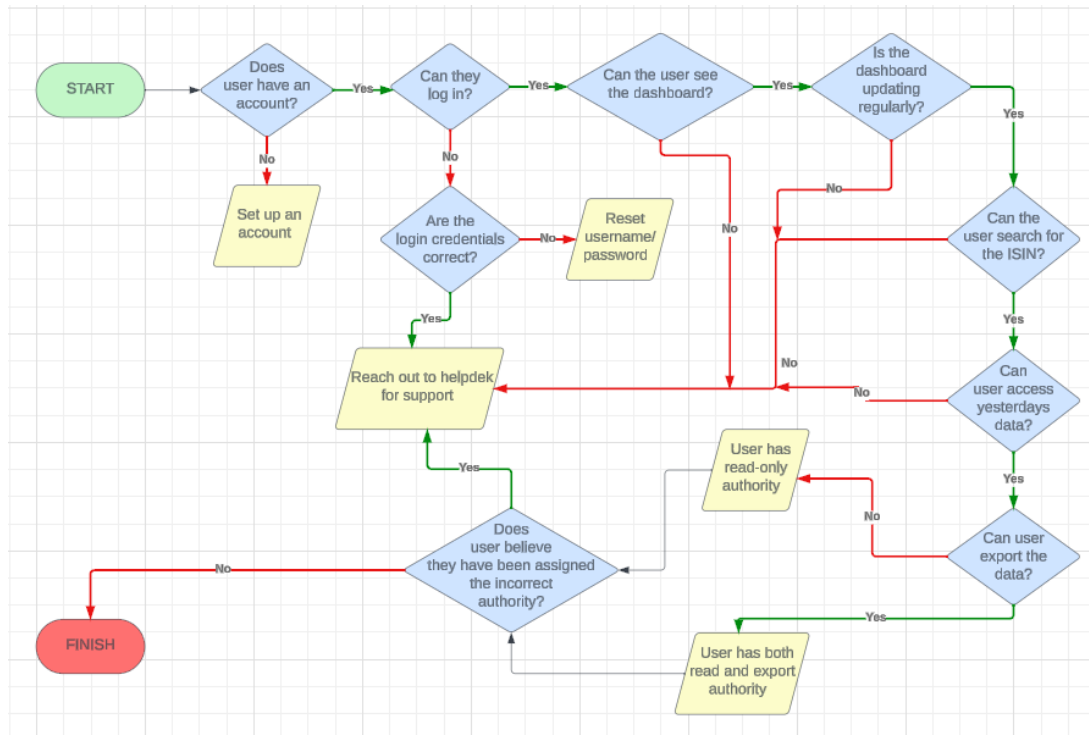 START
Does
user have an
account?
Yes
Can they
log in?
Yes
Can the user see
the dashboard?
Yes
Is the
dashboard
updating
regularly?
Yes
No
Set up an
account
No
Are the
login credentials
correct?
No
Reset
username/
password
No
No
Can the
user search for
the ISIN?
Yes
Yes
Reach out to helpdek
for support
No
No
Can
user access
yesterdays
data?
Yes
User has
read-only
authority
No
Can user
export the
data?
Yes
Yes
Does
user believe
they have been assigned
the incorrect
authority?
No
FINISH
User has both
read and export
authority